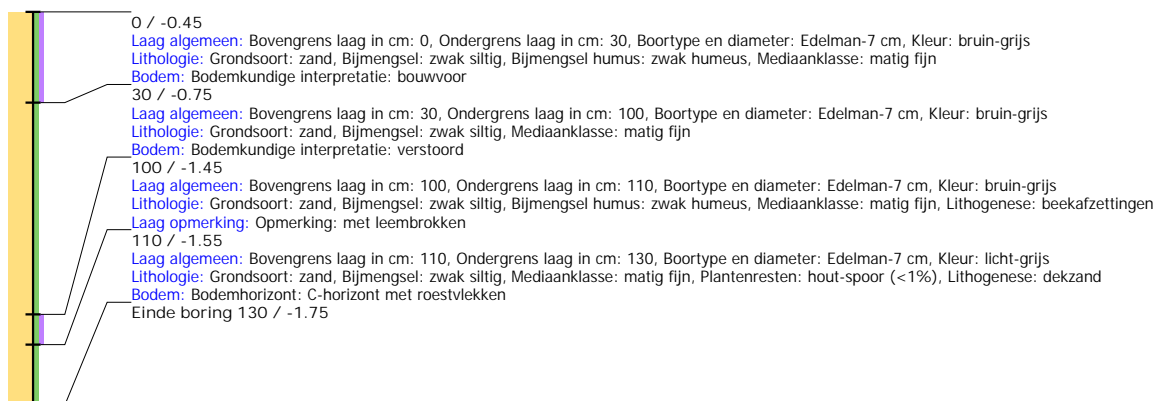 0 / -0.45
Laag algemeen: Bovengrens laag in cm: 0, Ondergrens laag in cm: 30, Boortype en diameter: Edelman-7 cm, Kleur: bruin-grijs
Lithologie: Grondsoort: zand, Bijmengsel: zwak siltig, Bijmengsel humus: zwak humeus, Mediaanklasse: matig fijn
Bodem: Bodemkundige interpretatie: bouwvoor
30 / -0.75
Laag algemeen: Bovengrens laag in cm: 30, Ondergrens laag in cm: 100, Boortype en diameter: Edelman-7 cm, Kleur: bruin-grijs
Lithologie: Grondsoort: zand, Bijmengsel: zwak siltig, Mediaanklasse: matig fijn
Bodem: Bodemkundige interpretatie: verstoord
100 / -1.45
Laag algemeen: Bovengrens laag in cm: 100, Ondergrens laag in cm: 110, Boortype en diameter: Edelman-7 cm, Kleur: bruin-grijs
Lithologie: Grondsoort: zand, Bijmengsel: zwak siltig, Bijmengsel humus: zwak humeus, Mediaanklasse: matig fijn, Lithogenese: beekafzettingen
Laag opmerking: Opmerking: met leembrokken
110 / -1.55
Laag algemeen: Bovengrens laag in cm: 110, Ondergrens laag in cm: 130, Boortype en diameter: Edelman-7 cm, Kleur: licht-grijs
Lithologie: Grondsoort: zand, Bijmengsel: zwak siltig, Mediaanklasse: matig fijn, Plantenresten: hout-spoor (<1%), Lithogenese: dekzand
Bodem: Bodemhorizont: C-horizont met roestvlekken
Einde boring 130 / -1.75